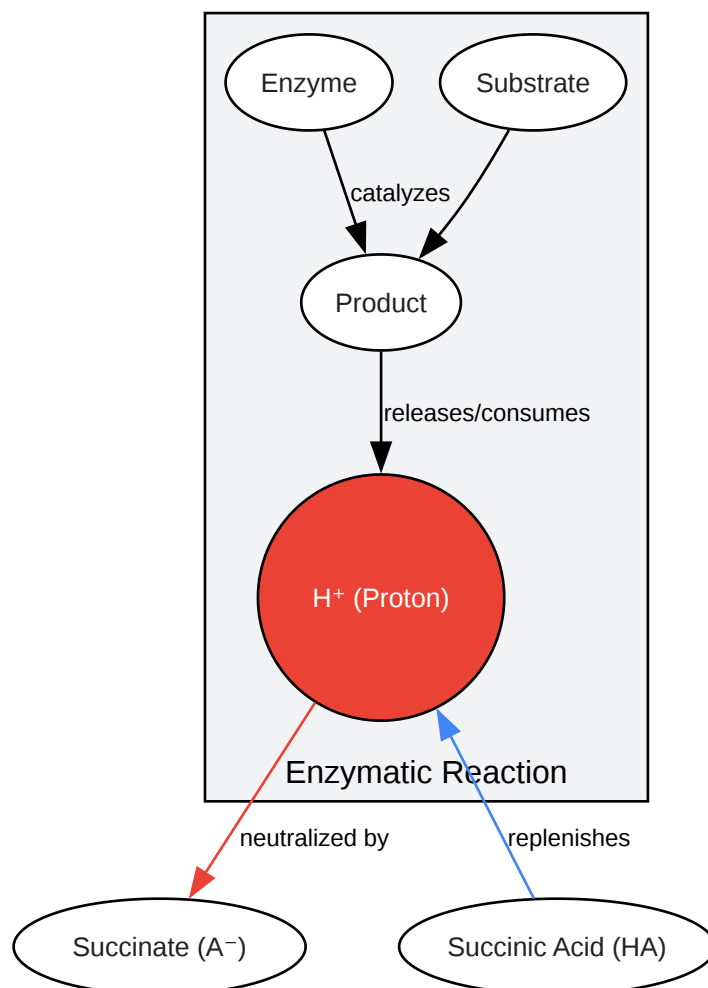 Enzyme
Substrate
catalyzes
Product
releases/consumes
H⁺ (Proton)
Enzymatic Reaction
neutralized by
replenishes
Succinate (A⁻)
Succinic Acid (HA)